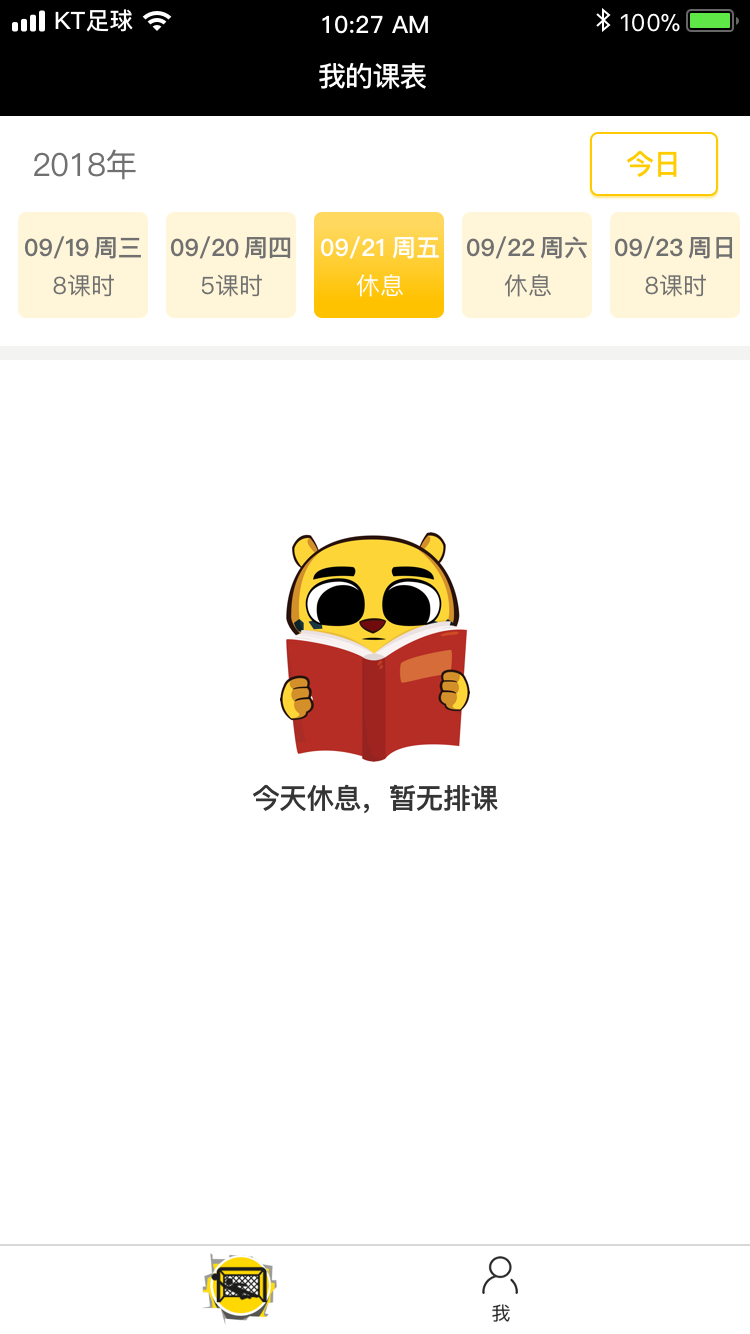 KT足球
10:27 AM
100%
我的课表
2018年
今日
09/19 周三
8课时
09/20 周四
5课时
09/21 周五
休息
09/22 周六
休息
09/23 周日
8课时
今天休息，暂无排课
我